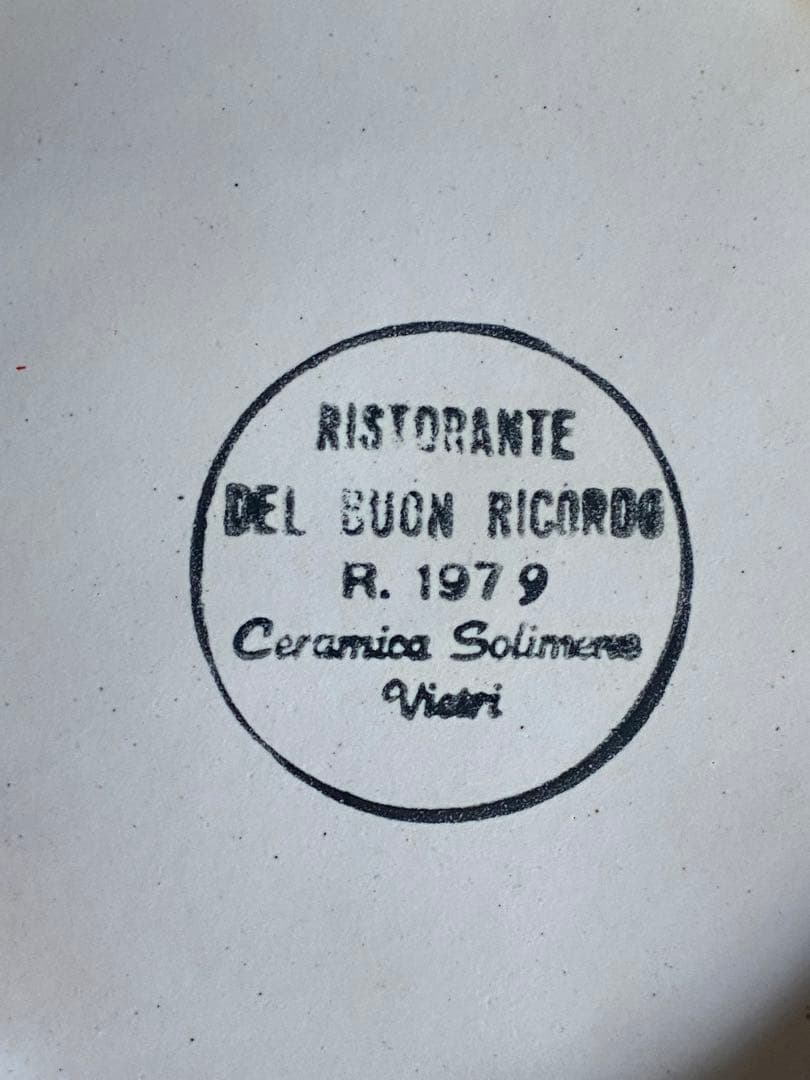 RISTORANTE
DEL BUON RICORDO
R. 1979
Ceramica Solimene
Vietri